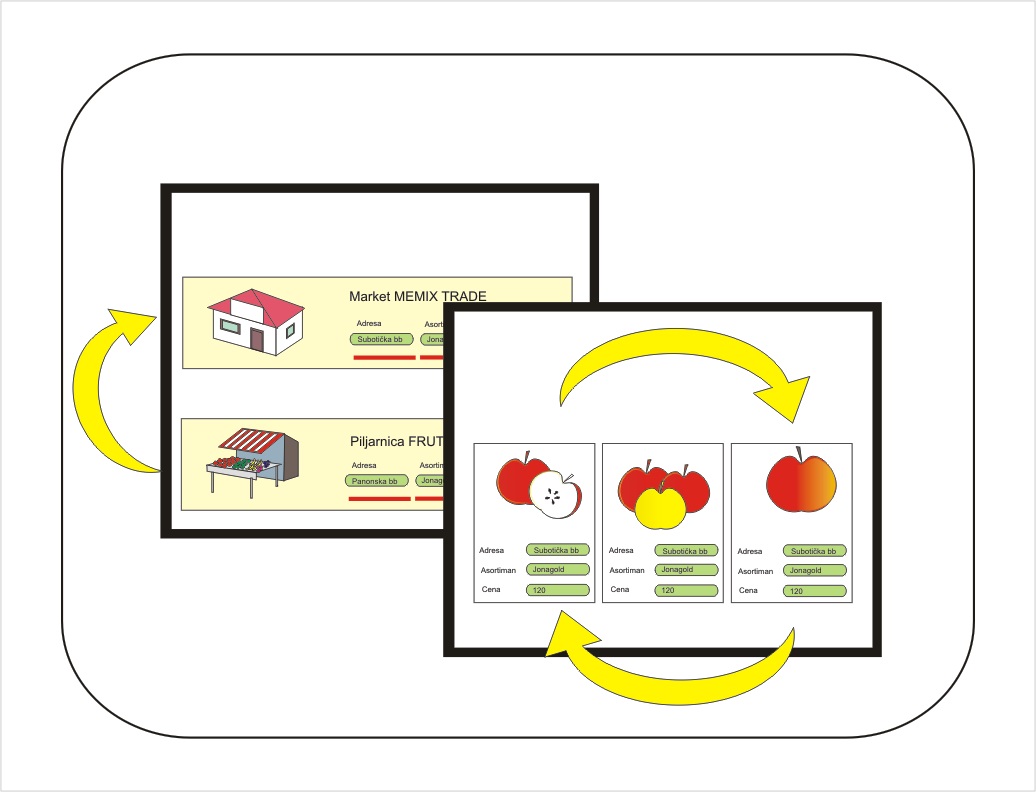 Market MEMIX TRADE
Adresa Asort
Subotička bb Jona
Piljarnica FRUT
Adresa Asortin
Panonska bb Jonag
Adresa Subotička bb
Asortiman Jonagold
Cena 120
Adresa Subotička bb
Asortiman Jonagold
Cena 120
Adresa Subotička bb
Asortiman Jonagold
Cena 120